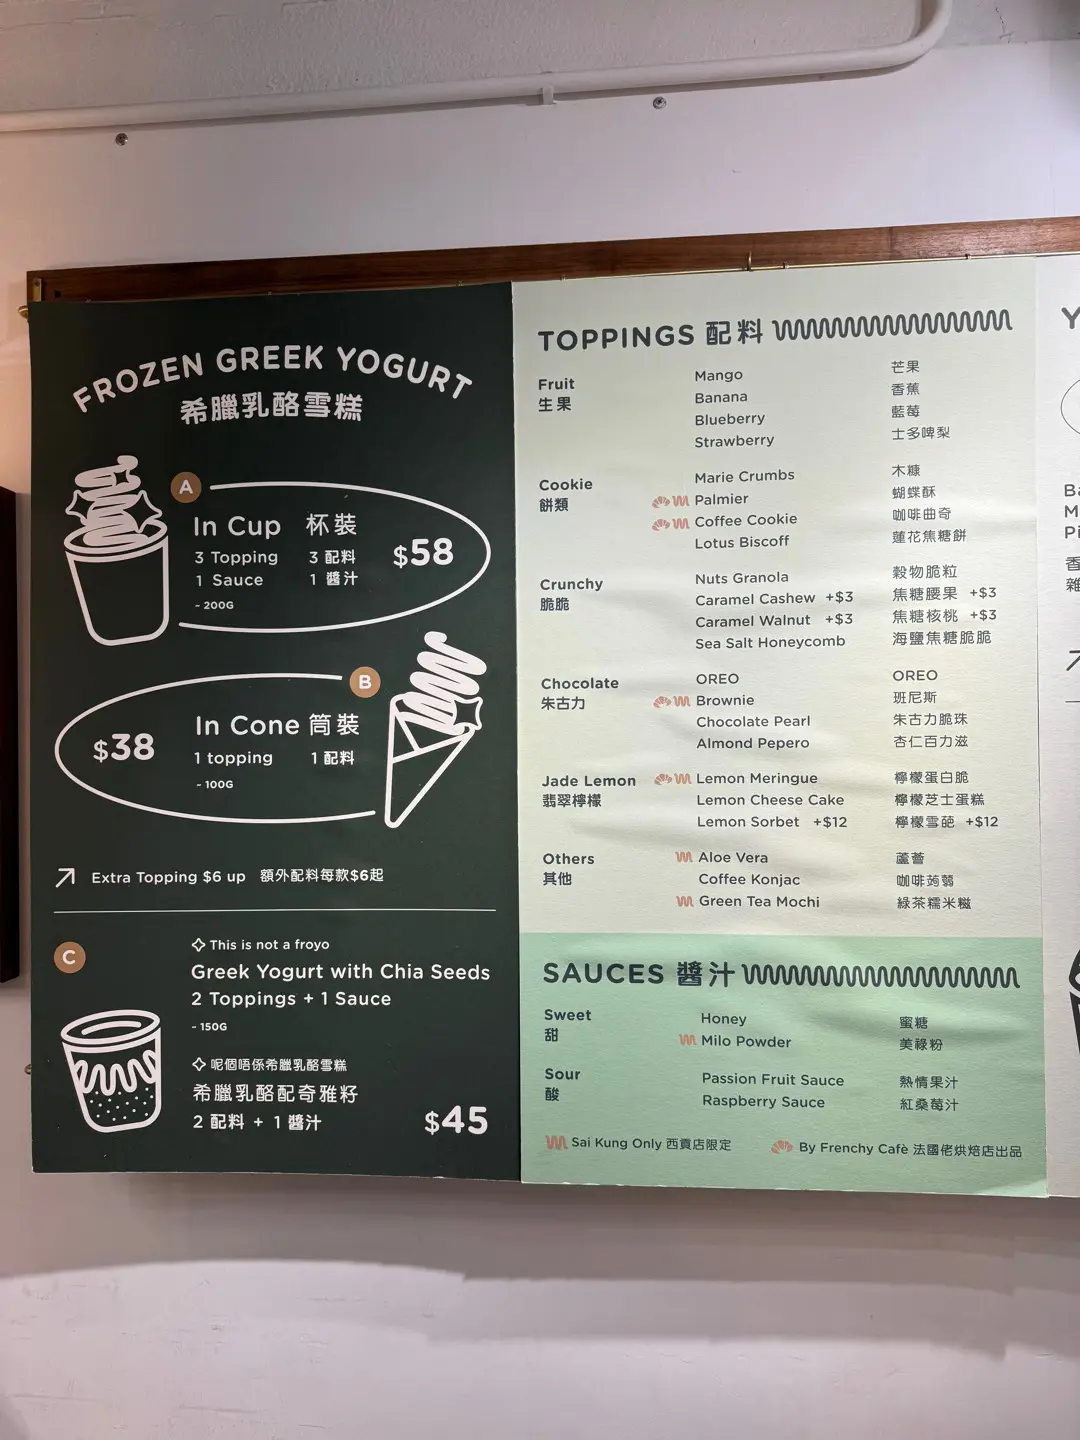 FROZEN GREEK YOGURT
希臘乳酪雪糕
A
In Cup 杯裝
3 Topping 3 配料
1 Sauce 1 醬汁
$58
~ 200G
B
In Cone 筒裝
$38
1 topping 1 配料
~ 100G
Extra Topping $6 up 額外配料每款$6起
C
This is not a froyo
Greek Yogurt with Chia Seeds
2 Toppings + 1 Sauce
~ 150G
呢個唔係希臘乳酪雪糕
希臘乳酪配奇雅籽
2 配料 + 1 醬汁
$45
TOPPINGS 配料
Fruit 生果
Mango 芒果
Banana 香蕉
Blueberry 藍莓
Strawberry 士多啤梨
Cookie 餅類
Marie Crumbs 木糠
Palmier 蝴蝶酥
Coffee Cookie 咖啡曲奇
Lotus Biscoff 蓮花焦糖餅
Crunchy 脆脆
Nuts Granola 穀物脆粒
Caramel Cashew +$3 焦糖腰果 +$3
Caramel Walnut +$3 焦糖核桃 +$3
Sea Salt Honeycomb 海鹽焦糖脆脆
Chocolate 朱古力
OREO OREO
Brownie 班尼斯
Chocolate Pearl 朱古力脆珠
Almond Pepero 杏仁百力滋
Jade Lemon 翡翠檸檬
Lemon Meringue 檸檬蛋白脆
Lemon Cheese Cake 檸檬芝士蛋糕
Lemon Sorbet +$12 檸檬雪葩 +$12
Others 其他
Aloe Vera 蘆薈
Coffee Konjac 咖啡蒟蒻
Green Tea Mochi 綠茶糯米糍
SAUCES 醬汁
Sweet 甜
Honey 蜜糖
Milo Powder 美祿粉
Sour 酸
Passion Fruit Sauce 熱情果汁
Raspberry Sauce 紅桑莓汁
Sai Kung Only 西貢店限定
By Frenchy Cafè 法國佬烘焙店出品